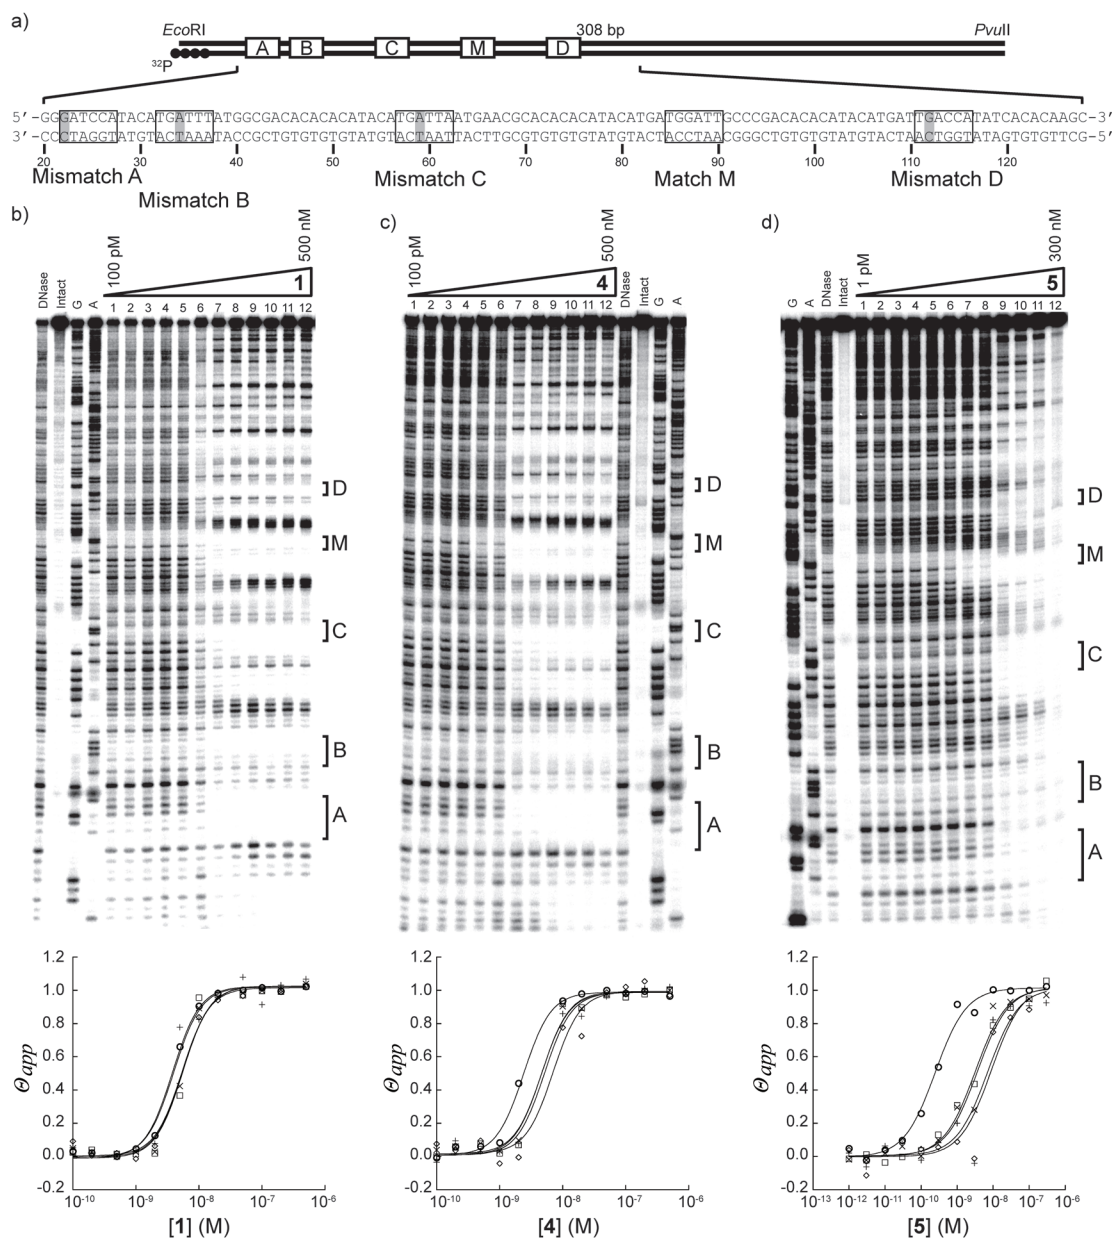 a)
EcoRI
308 bp
PvuII
A B C M D
32P
5′-GGGATCCATACATGATTTATGGCGACACACACATACATGATTAATGAACGCACACACATACATGATGGATTGCCCGACACACATACATGATTGACCATATCACACAAGC-3′
3′-CCCTAGGTATGTACTAAATACCGCTGTGTGTGTATGTACTAATTACTTGCGTGTGTGTATGTACTACCTAACGGGCTGTGTGTATGTACTAACTGGTATAGTGTGTTCG-5′
20 30 40 50 60 70 80 90 100 110 120
Mismatch A Mismatch C Match M Mismatch D
Mismatch B
b)
100 pM
500 nM
1
DNase Intact G A 1 2 3 4 5 6 7 8 9 10 11 12
D
M
C
B
A
c)
100 pM
500 nM
4
1 2 3 4 5 6 7 8 9 10 11 12 DNase Intact G A
D
M
C
B
A
d)
1 pM
300 nM
5
G A DNase Intact 1 2 3 4 5 6 7 8 9 10 11 12
D
M
C
B
A
1.2
1.0
0.8
0.6
0.4
0.2
0.0
-0.2
Θapp
10-10 10-9 10-8 10-7 10-6
[1] (M)
1.2
1.0
0.8
0.6
0.4
0.2
0.0
-0.2
Θapp
10-10 10-9 10-8 10-7 10-6
[4] (M)
1.2
1.0
0.8
0.6
0.4
0.2
0.0
-0.2
Θapp
10-13 10-12 10-11 10-10 10-9 10-8 10-7 10-6
[5] (M)